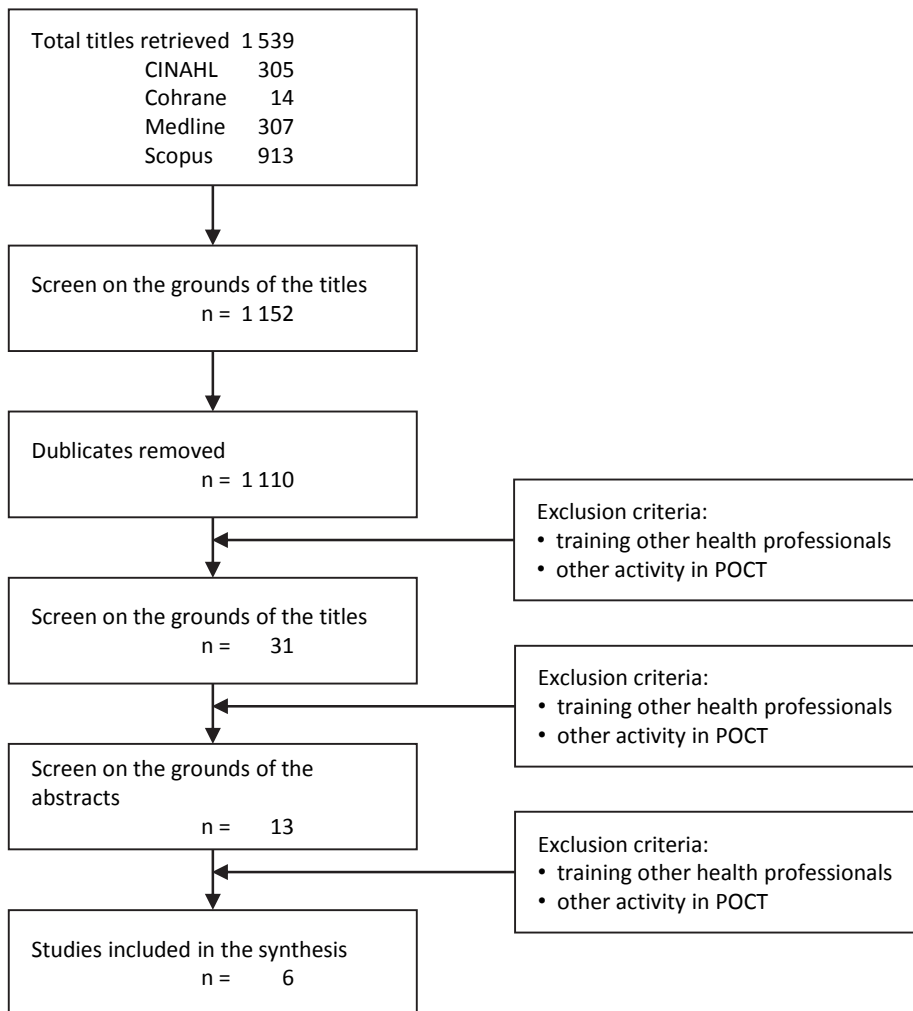 Total titles retrieved 1 539
CINAHL 305
Cohrane 14
Medline 307
Scopus 913
Screen on the grounds of the titles
n = 1 152
Dublicates removed
n = 1 110
Exclusion criteria:
• training other health professionals
• other activity in POCT
Screen on the grounds of the titles
n = 31
Exclusion criteria:
• training other health professionals
• other activity in POCT
Screen on the grounds of the
abstracts
n = 13
Exclusion criteria:
• training other health professionals
• other activity in POCT
Studies included in the synthesis
n = 6